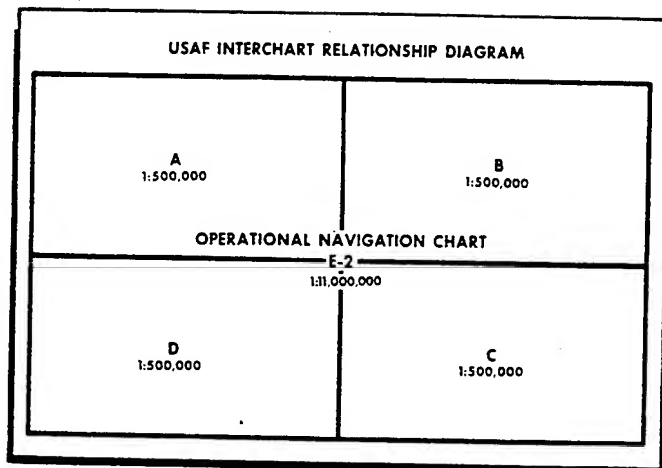 USAF INTERCHART RELATIONSHIP DIAGRAM
A
1:500,000
B
1:500,000
OPERATIONAL NAVIGATION CHART
E-2
1:11,000,000
D
1:500,000
C
1:500,000